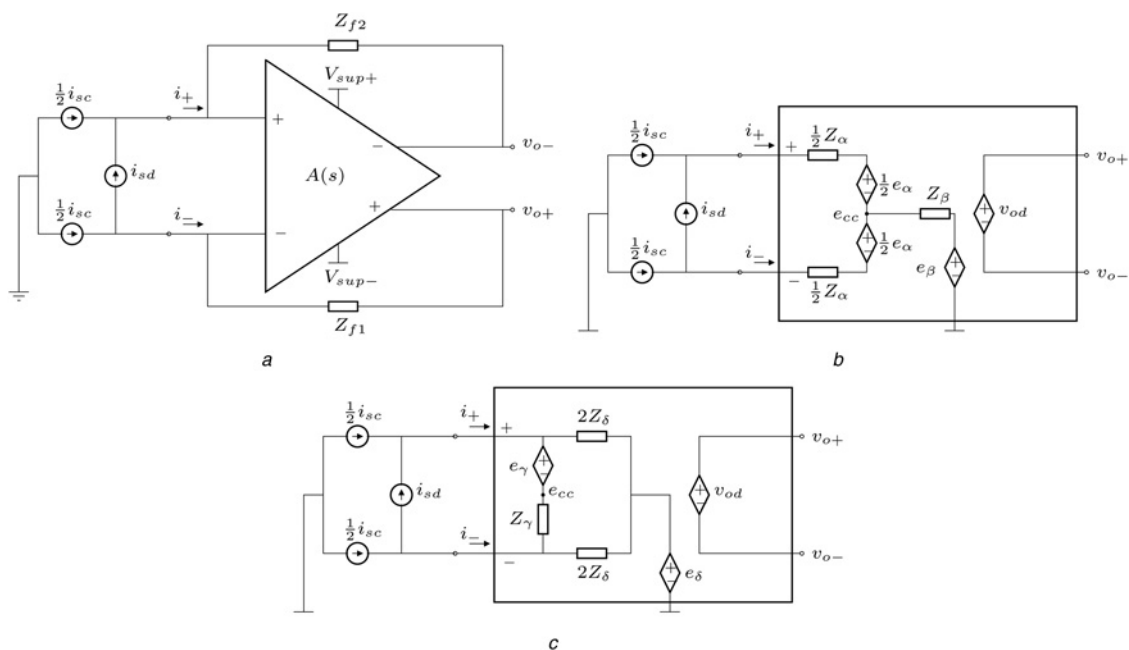 Z_{f2}
V_{sup+}
½i_{sc}
i_+
+
−
v_{o−}
i_{sd}
A(s)
½i_{sc}
i_−
+
v_{o+}
−
V_{sup−}
Z_{f1}
a
½i_{sc}
i_+
½Z_α
+
v_{o+}
+
−
½e_α
Z_β
i_{sd}
e_{cc}
+
−
v_{od}
½i_{sc}
i_−
+
−
½e_α
e_β
+
−
v_{o−}
−
½Z_α
b
½i_{sc}
i_+
2Z_δ
+
v_{o+}
e_γ
+
−
i_{sd}
e_{cc}
+
−
v_{od}
Z_γ
½i_{sc}
i_−
v_{o−}
−
2Z_δ
+
−
e_δ
c